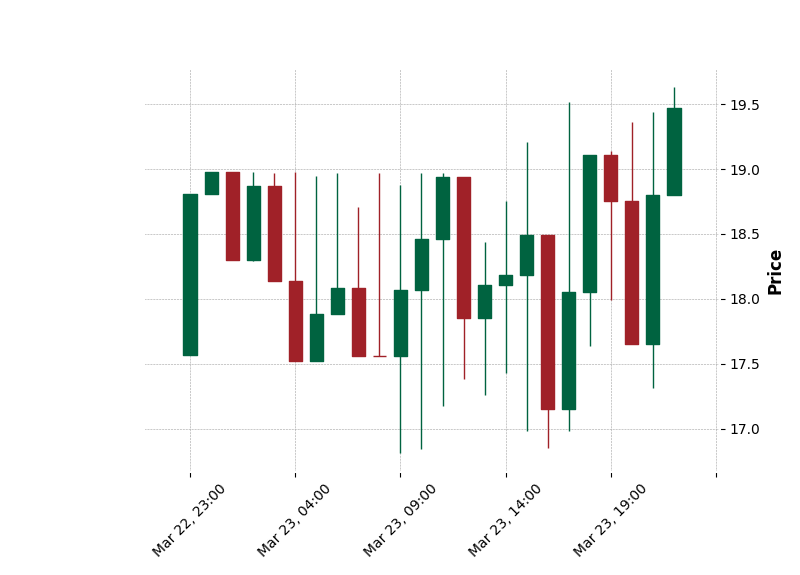 19.5
19.0
18.5
18.0
17.5
17.0
Price
Mar 22, 23:00
Mar 23, 04:00
Mar 23, 09:00
Mar 23, 14:00
Mar 23, 19:00